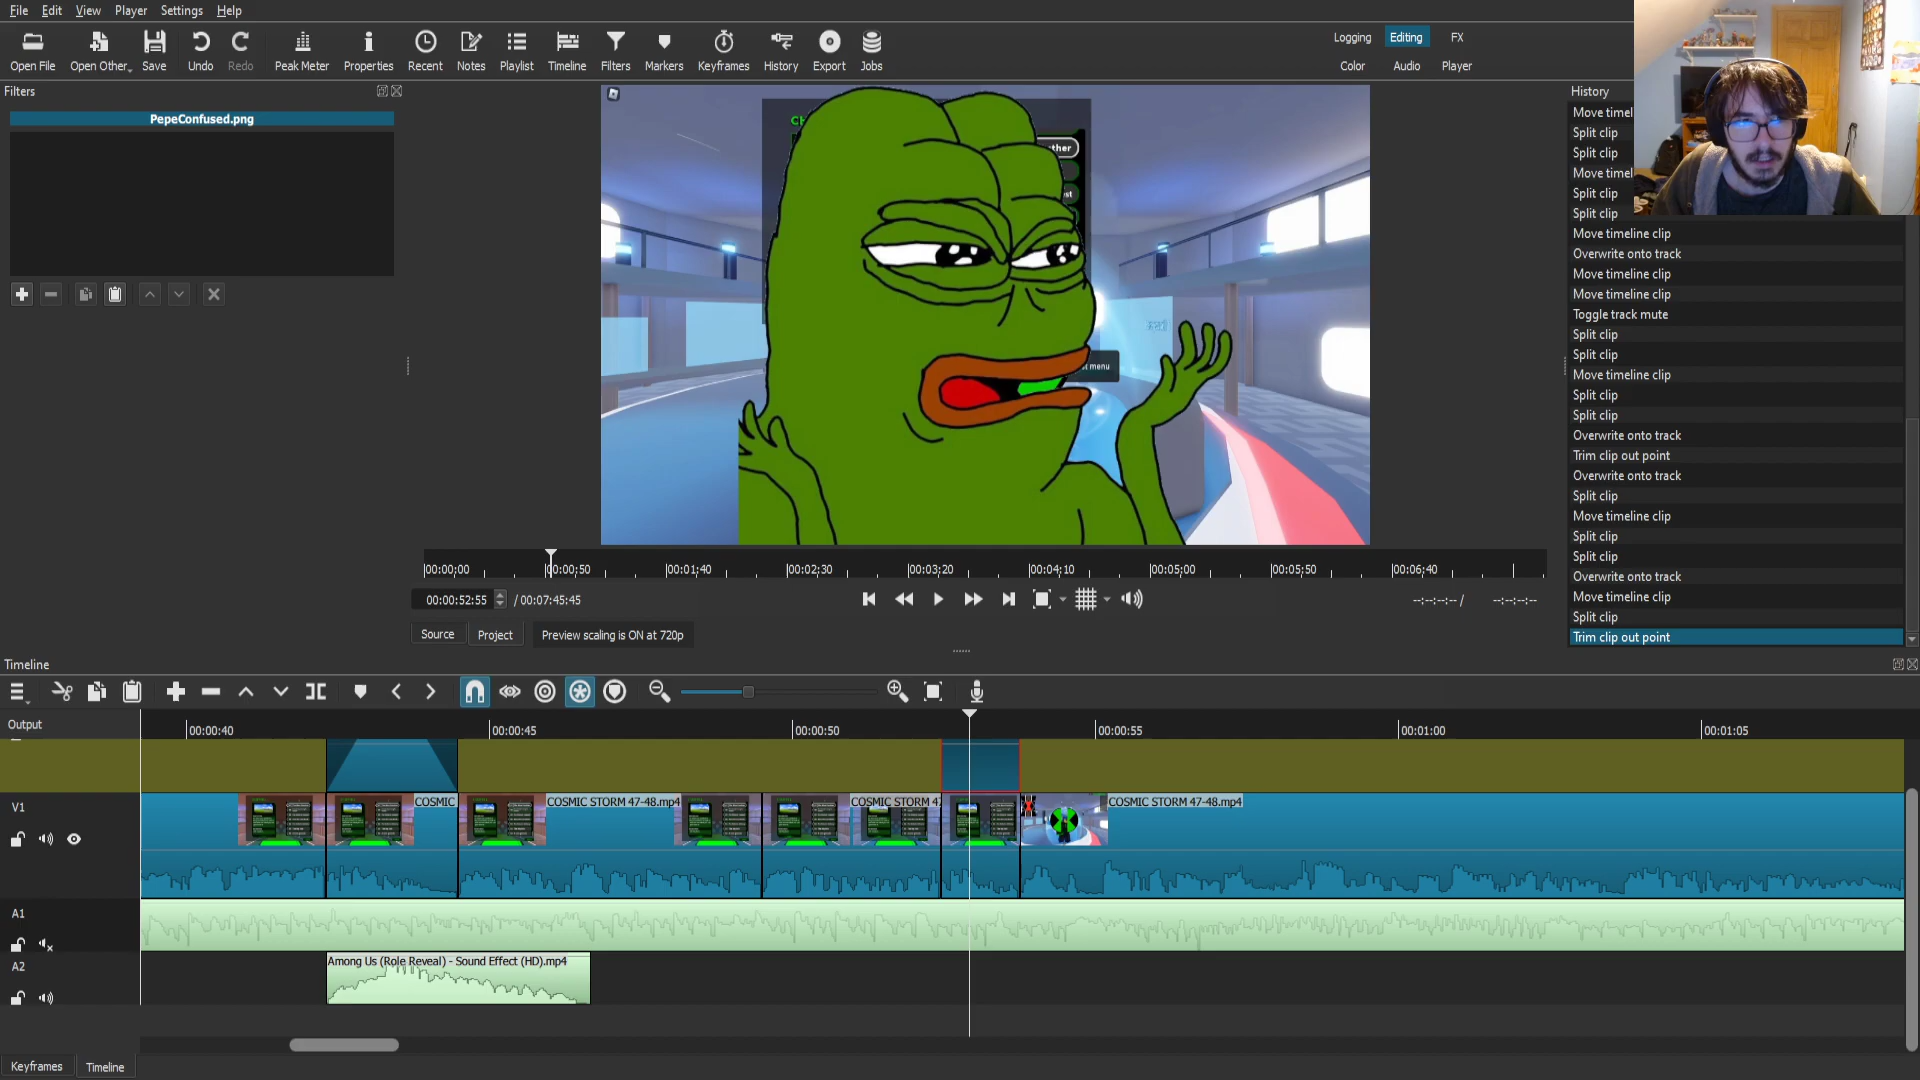 File Edit View Player Settings Help
Open File Open Other Save Undo Redo Peak Meter Properties Recent Notes Playlist Timeline Filters Markers Keyframes History Export Jobs
Logging Editing FX
Color Audio Player
Filters
PepeConfused.png
CH
ther
st
menu
00:00:00 00:00:50 00:01:40 00:02:30 00:03:20 00:04:10 00:05:00 00:05:50 00:06:40
00:00:52:55 / 00:07:45:45
--:--:--:-- / --:--:--:--
Source Project Preview scaling is ON at 720p
History
Move timel
Split clip
Split clip
Move timel
Split clip
Split clip
Move timeline clip
Overwrite onto track
Move timeline clip
Move timeline clip
Toggle track mute
Split clip
Split clip
Move timeline clip
Split clip
Split clip
Overwrite onto track
Trim clip out point
Overwrite onto track
Split clip
Move timeline clip
Split clip
Split clip
Overwrite onto track
Move timeline clip
Split clip
Trim clip out point
Timeline
Output
00:00:40 00:00:45 00:00:50 00:00:55 00:01:00 00:01:05
V1
COSMIC COSMIC STORM 47-48.mp4 COSMIC STORM 47 COSMIC STORM 47-48.mp4
A1
A2
Among Us (Role Reveal) - Sound Effect (HD).mp4
Keyframes Timeline